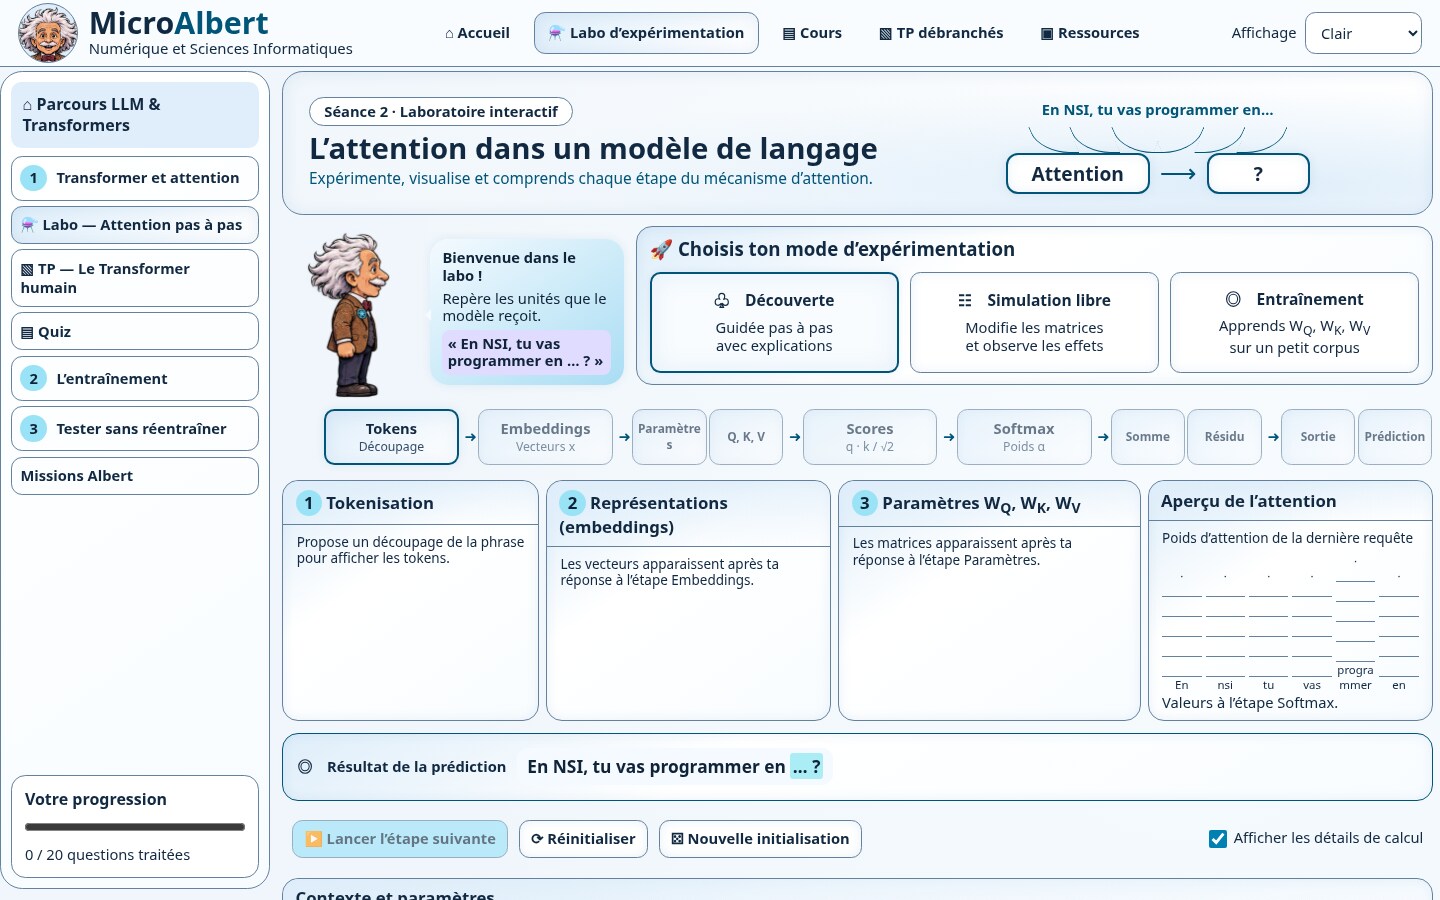 MicroAlbert
Numérique et Sciences Informatiques
⌂ Accueil
⚗️ Labo d’expérimentation
▤ Cours
▧ TP débranchés
▣ Ressources
Affichage
Clair
⌂ Parcours LLM &
Transformers
1 Transformer et attention
⚗️ Labo — Attention pas à pas
▧ TP — Le Transformer
humain
▤ Quiz
2 L’entraînement
3 Tester sans réentraîner
Missions Albert
Votre progression
0 / 20 questions traitées
Séance 2 · Laboratoire interactif
L’attention dans un modèle de langage
Expérimente, visualise et comprends chaque étape du mécanisme d’attention.
En NSI, tu vas programmer en…
Attention → ?
Bienvenue dans le
labo !
Repère les unités que le
modèle reçoit.
« En NSI, tu vas
programmer en … ? »
🚀 Choisis ton mode d’expérimentation
♧ Découverte
Guidée pas à pas
avec explications
☷ Simulation libre
Modifie les matrices
et observe les effets
◎ Entraînement
Apprends WQ, WK, WV
sur un petit corpus
Tokens
Découpage
→
Embeddings
Vecteurs x
→
Paramètre
s
Q, K, V
→
Scores
q · k / √2
→
Softmax
Poids α
→
Somme
Résidu
→
Sortie
Prédiction
1 Tokenisation
Propose un découpage de la phrase
pour afficher les tokens.
2 Représentations
(embeddings)
Les vecteurs apparaissent après ta
réponse à l’étape Embeddings.
3 Paramètres WQ, WK, WV
Les matrices apparaissent après ta
réponse à l’étape Paramètres.
Aperçu de l’attention
Poids d’attention de la dernière requête
· · · · · ·
En nsi tu vas progra
mmer en
Valeurs à l’étape Softmax.
◎ Résultat de la prédiction En NSI, tu vas programmer en … ?
▶️ Lancer l’étape suivante
⟳ Réinitialiser
⚄ Nouvelle initialisation
Afficher les détails de calcul
Contexte et paramètres